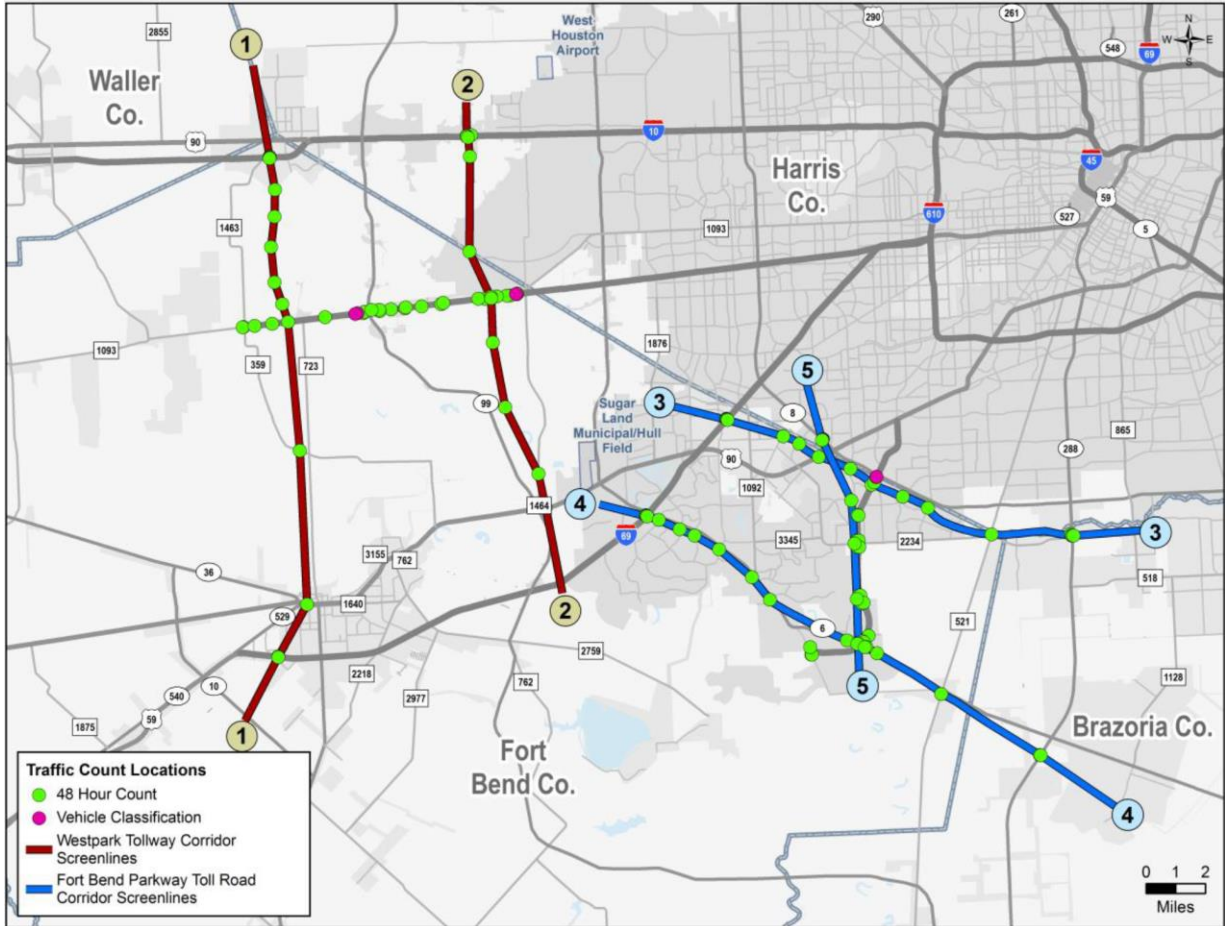 261
290
2855
1
West
Houston
Airport
N
W E
S
548
69
Waller
Co.
2
90
10
Harris
Co.
45
59
610
527
5
1463
1093
1093
359
723
1876
5
8
3
99
Sugar
Land
Municipal/Hull
Field
865
90
288
1092
4
1464
69
3345
2234
3
518
3155
762
36
1640
529
2
521
6
2759
5
2218
762
2977
10
540
59
1875
1128
1
Brazoria Co.
Fort
Bend Co.
4
Traffic Count Locations
48 Hour Count
Vehicle Classification
Westpark Tollway Corridor
Screenlines
Fort Bend Parkway Toll Road
Corridor Screenlines
0 1 2
Miles